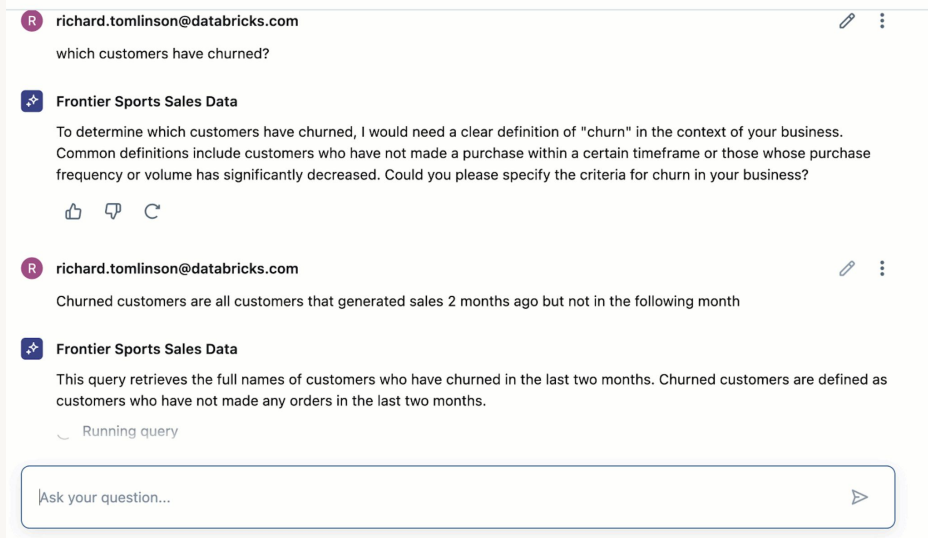 R richard.tomlinson@databricks.com
which customers have churned?
Frontier Sports Sales Data
To determine which customers have churned, I would need a clear definition of "churn" in the context of your business.
Common definitions include customers who have not made a purchase within a certain timeframe or those whose purchase
frequency or volume has significantly decreased. Could you please specify the criteria for churn in your business?
R richard.tomlinson@databricks.com
Churned customers are all customers that generated sales 2 months ago but not in the following month
Frontier Sports Sales Data
This query retrieves the full names of customers who have churned in the last two months. Churned customers are defined as
customers who have not made any orders in the last two months.
Running query
Ask your question...